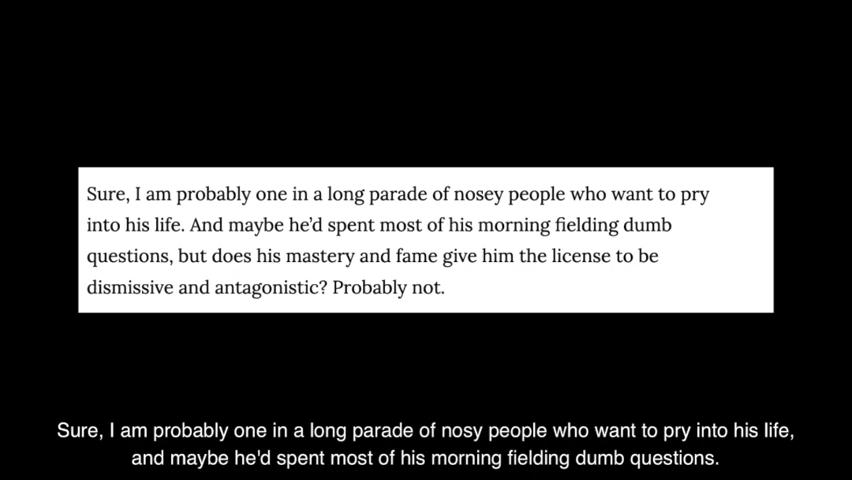 Sure, I am probably one in a long parade of nosey people who want to pry
into his life. And maybe he’d spent most of his morning fielding dumb
questions, but does his mastery and fame give him the license to be
dismissive and antagonistic? Probably not.
Sure, I am probably one in a long parade of nosy people who want to pry into his life,
and maybe he'd spent most of his morning fielding dumb questions.